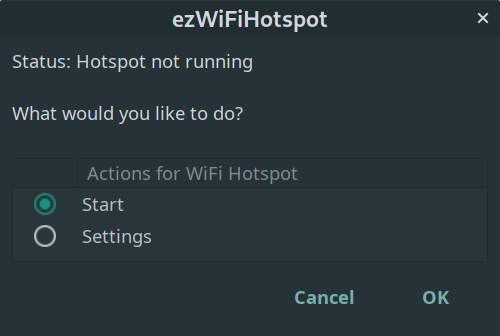 ezWiFiHotspot
Status: Hotspot not running
What would you like to do?
Actions for WiFi Hotspot
Start
Settings
Cancel OK